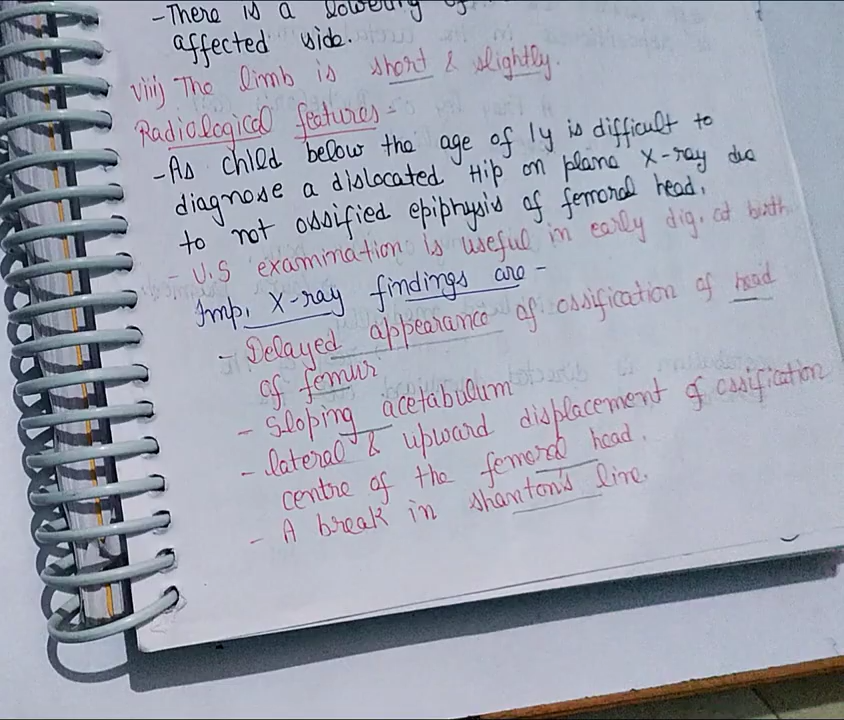 -There is a lowering of
affected side.
viii) The limb is short & slightly.
Radiological features:-
-As child below the age of 1y is difficult to
diagnose a dislocated Hip on plane X-ray due
to not ossified epiphysis of femoral head.
- U.S examination is useful in early dig. at birth
Imp. X-ray findings are -
- Delayed appearance of ossification of head
of femur
- Sloping acetabulum
- lateral & upward displacement of ossification
centre of the femoral head.
- A break in shanton's line.